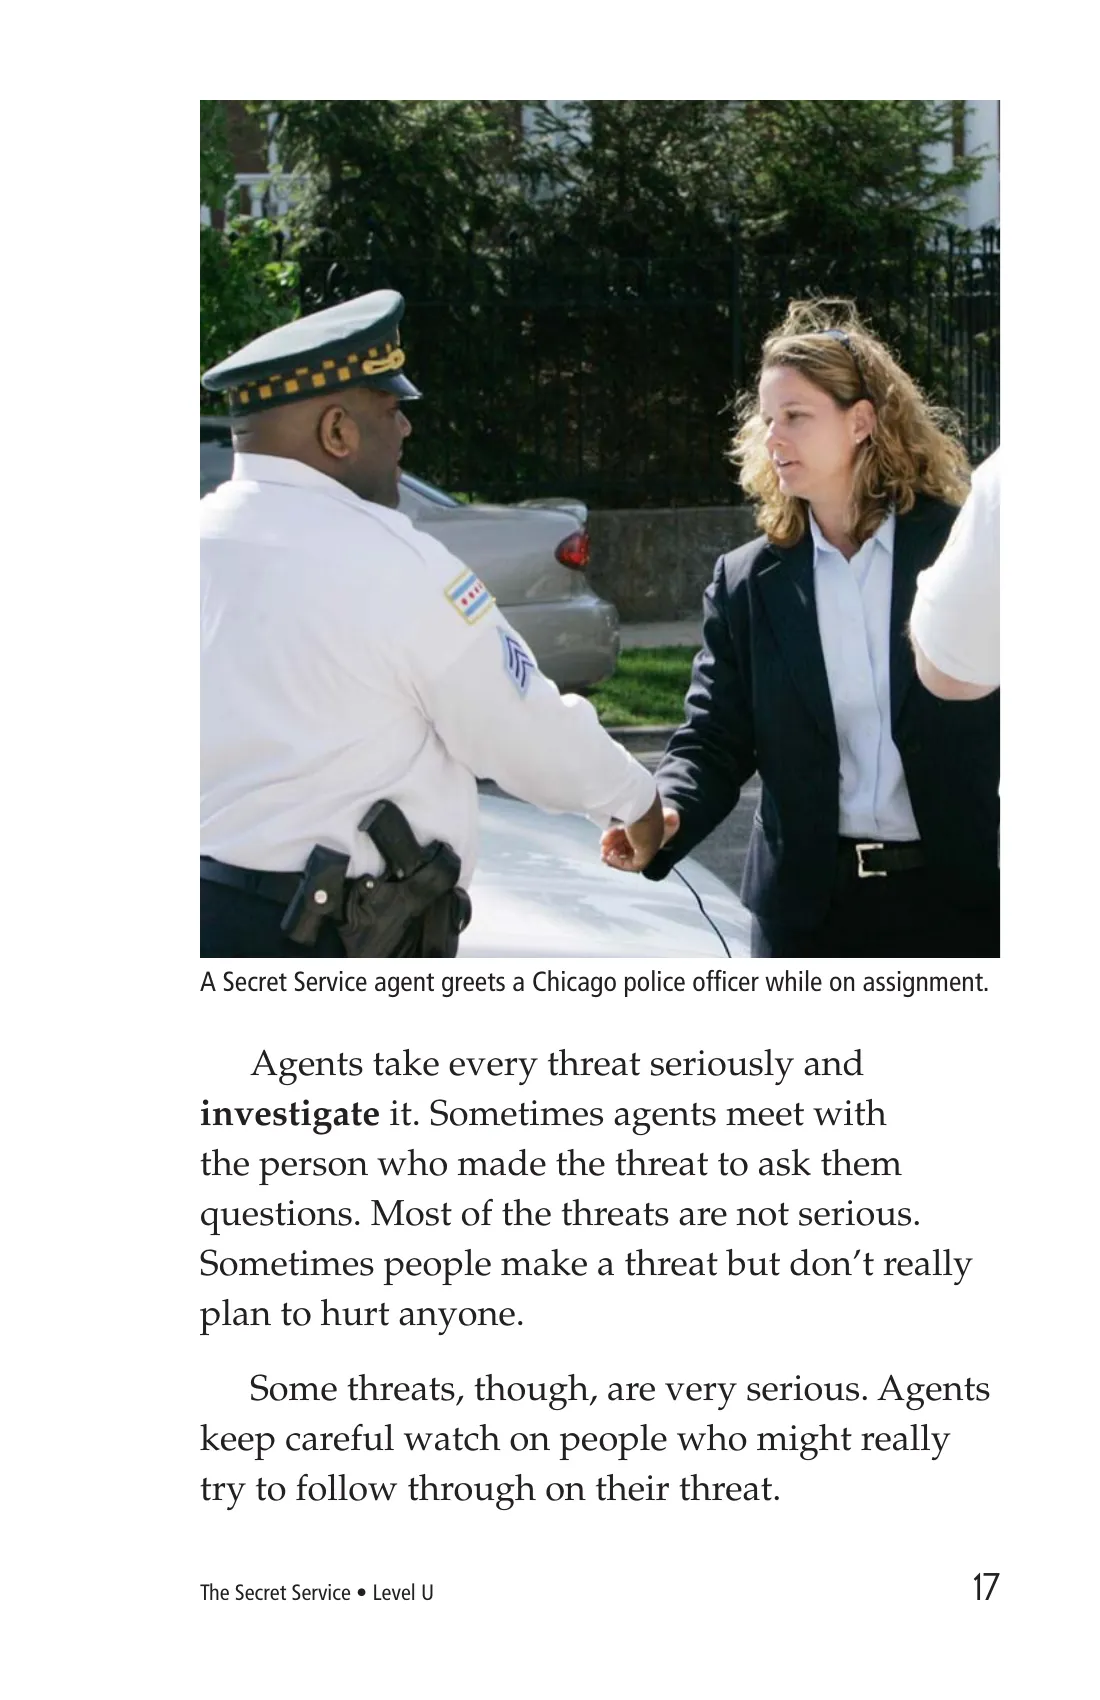 A Secret Service agent greets a Chicago police officer while on assignment.
Agents take every threat seriously and
investigate it. Sometimes agents meet with
the person who made the threat to ask them
questions. Most of the threats are not serious.
Sometimes people make a threat but don’t really
plan to hurt anyone.
Some threats, though, are very serious. Agents
keep careful watch on people who might really
try to follow through on their threat.
The Secret Service • Level U
17